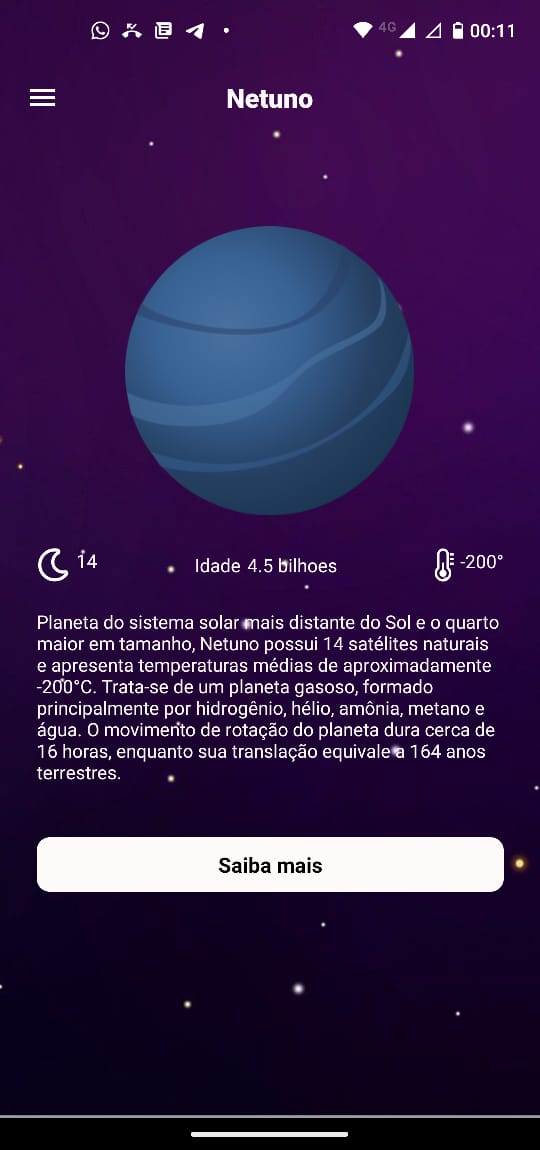 4G 00:11
Netuno
14
Idade 4.5 bilhoes
-200°
Planeta do sistema solar mais distante do Sol e o quarto
maior em tamanho, Netuno possui 14 satélites naturais
e apresenta temperaturas médias de aproximadamente
-200°C. Trata-se de um planeta gasoso, formado
principalmente por hidrogênio, hélio, amônia, metano e
água. O movimento de rotação do planeta dura cerca de
16 horas, enquanto sua translação equivale a 164 anos
terrestres.
Saiba mais